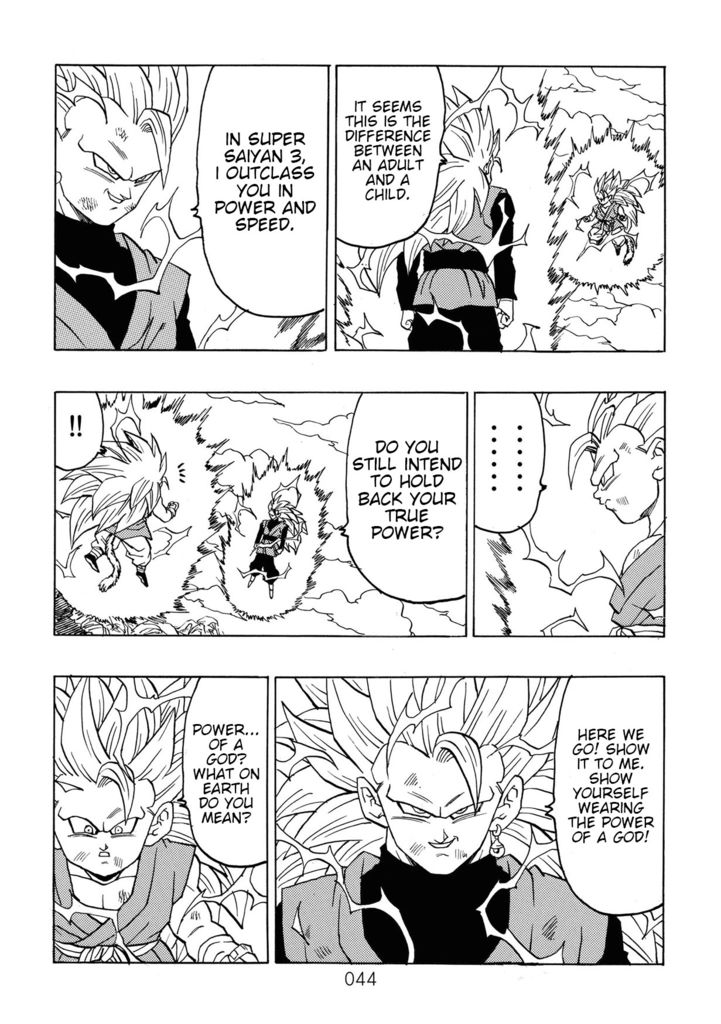 IT SEEMS
THIS IS THE
DIFFERENCE
BETWEEN
AN ADULT
AND A
CHILD.
IN SUPER
SAIYAN 3,
I OUTCLASS
YOU IN
POWER AND
SPEED.
......
DO YOU
STILL INTEND
TO HOLD
BACK YOUR
TRUE
POWER?
!!
HERE WE
GO! SHOW
IT TO ME.
SHOW
YOURSELF
WEARING
THE POWER
OF A GOD!
POWER...
OF A
GOD?
WHAT ON
EARTH
DO YOU
MEAN?
044